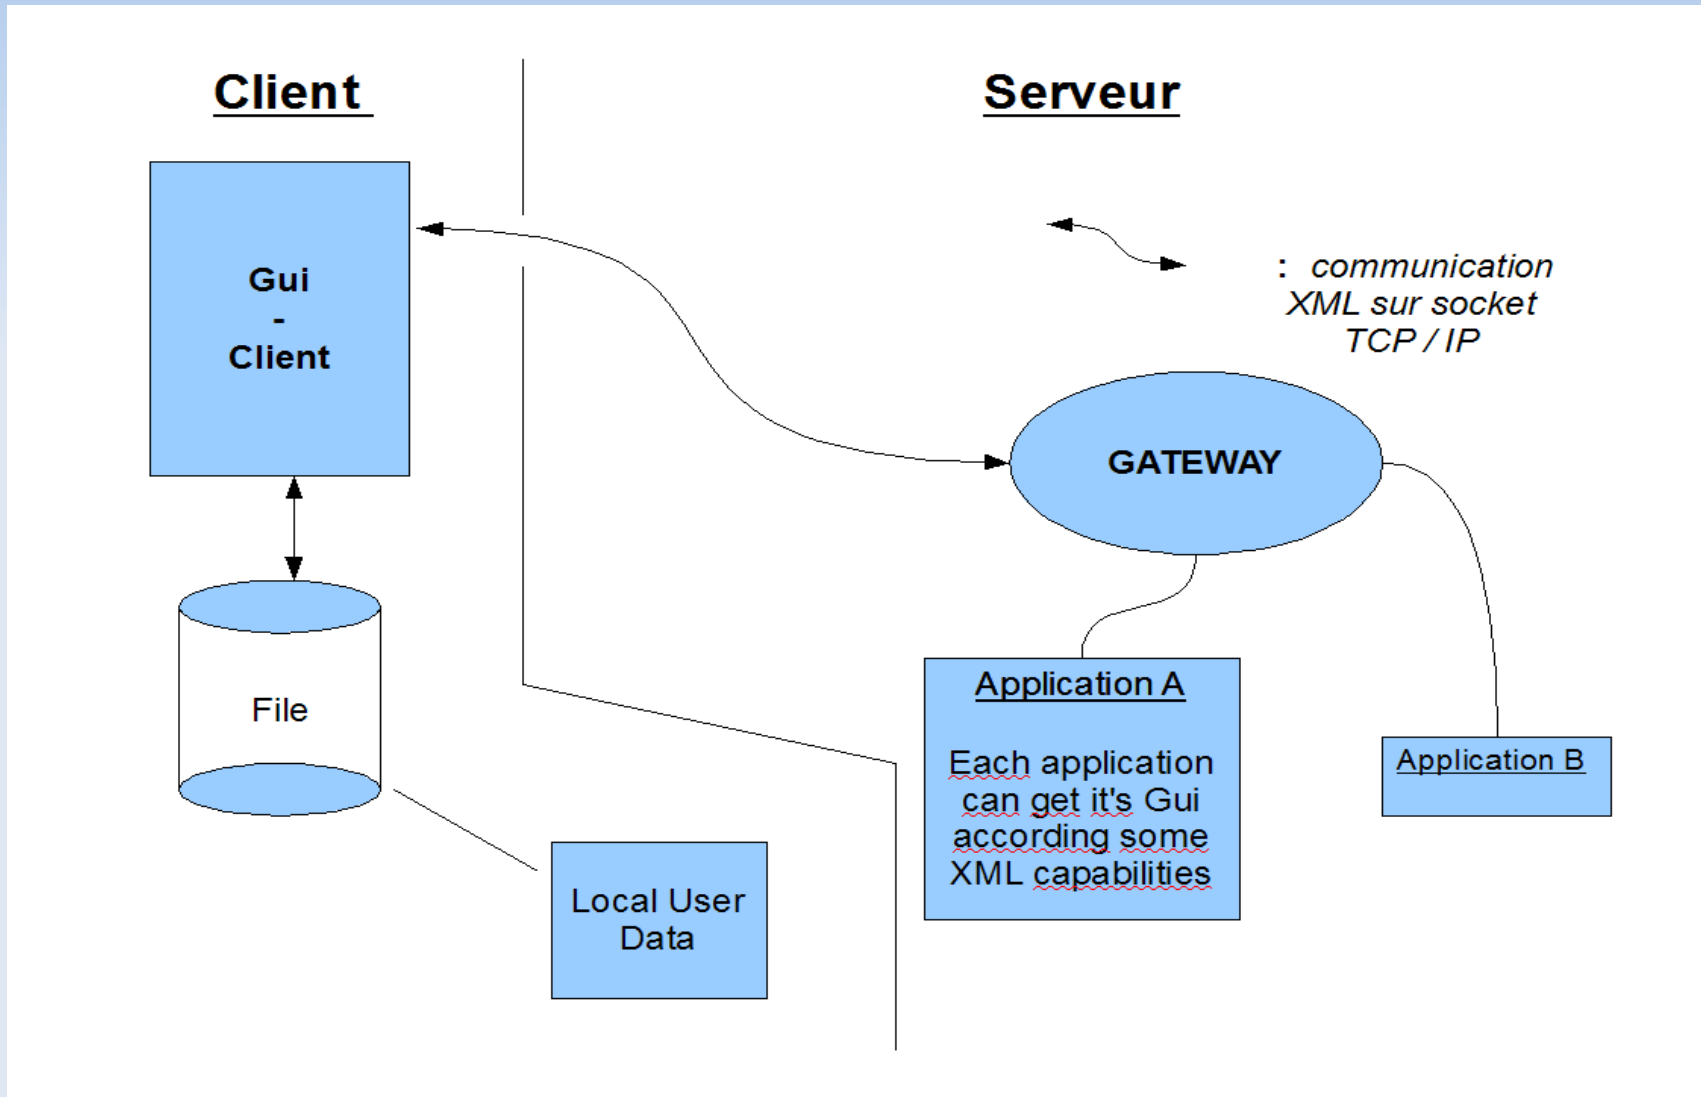 Client
Serveur
Gui
-
Client
: communication
XML sur socket
TCP / IP
GATEWAY
File
Application A
Each application
can get it's Gui
according some
XML capabilities
Application B
Local User
Data